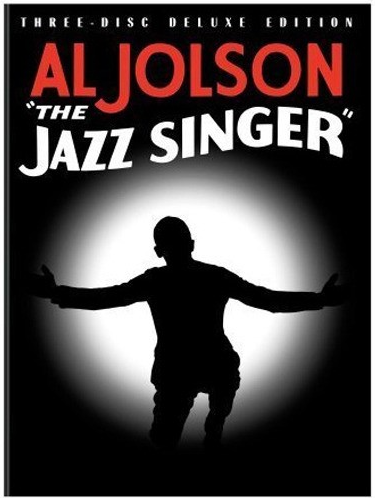 THREE-DISC DELUXE EDITION
AL JOLSON
"THE
JAZZ SINGER"